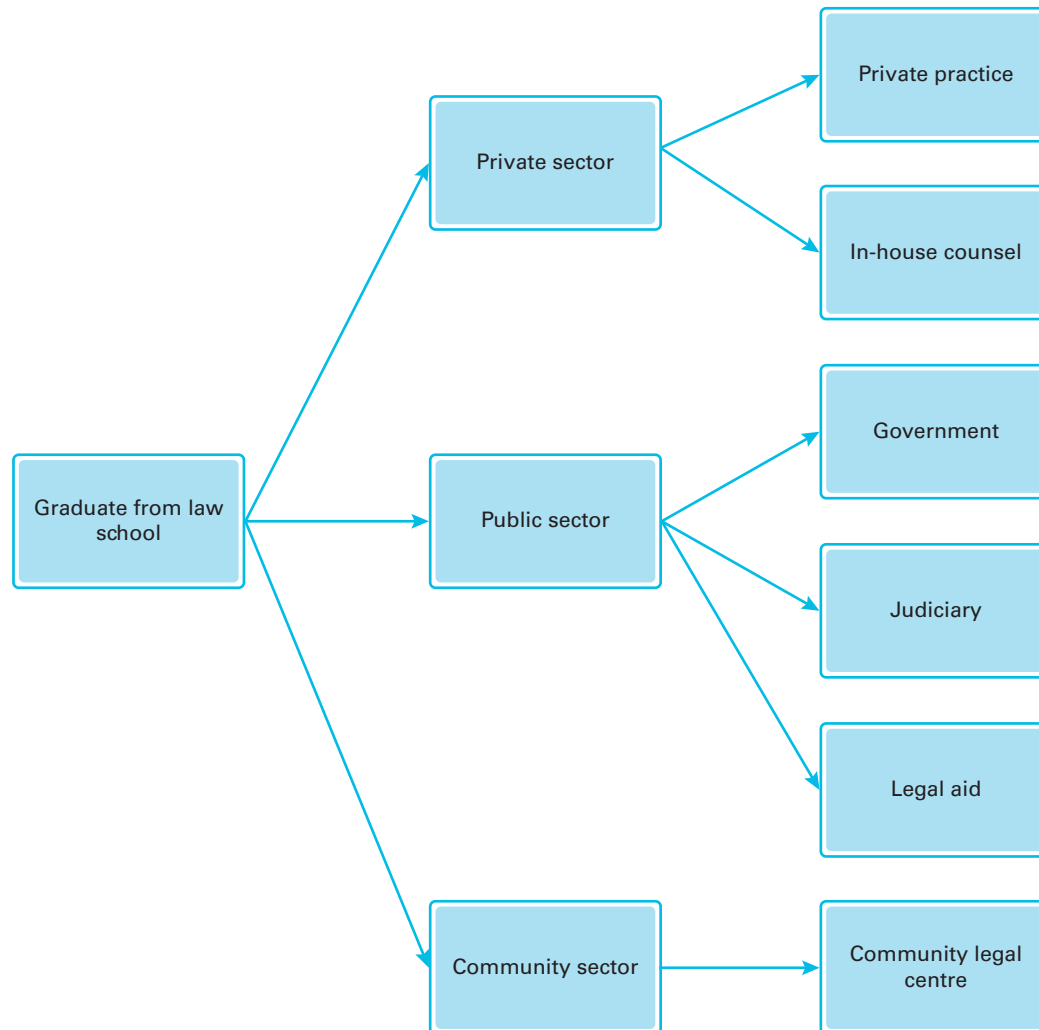 Graduate from law
school
Private sector
Public sector
Community sector
Private practice
In-house counsel
Government
Judiciary
Legal aid
Community legal
centre